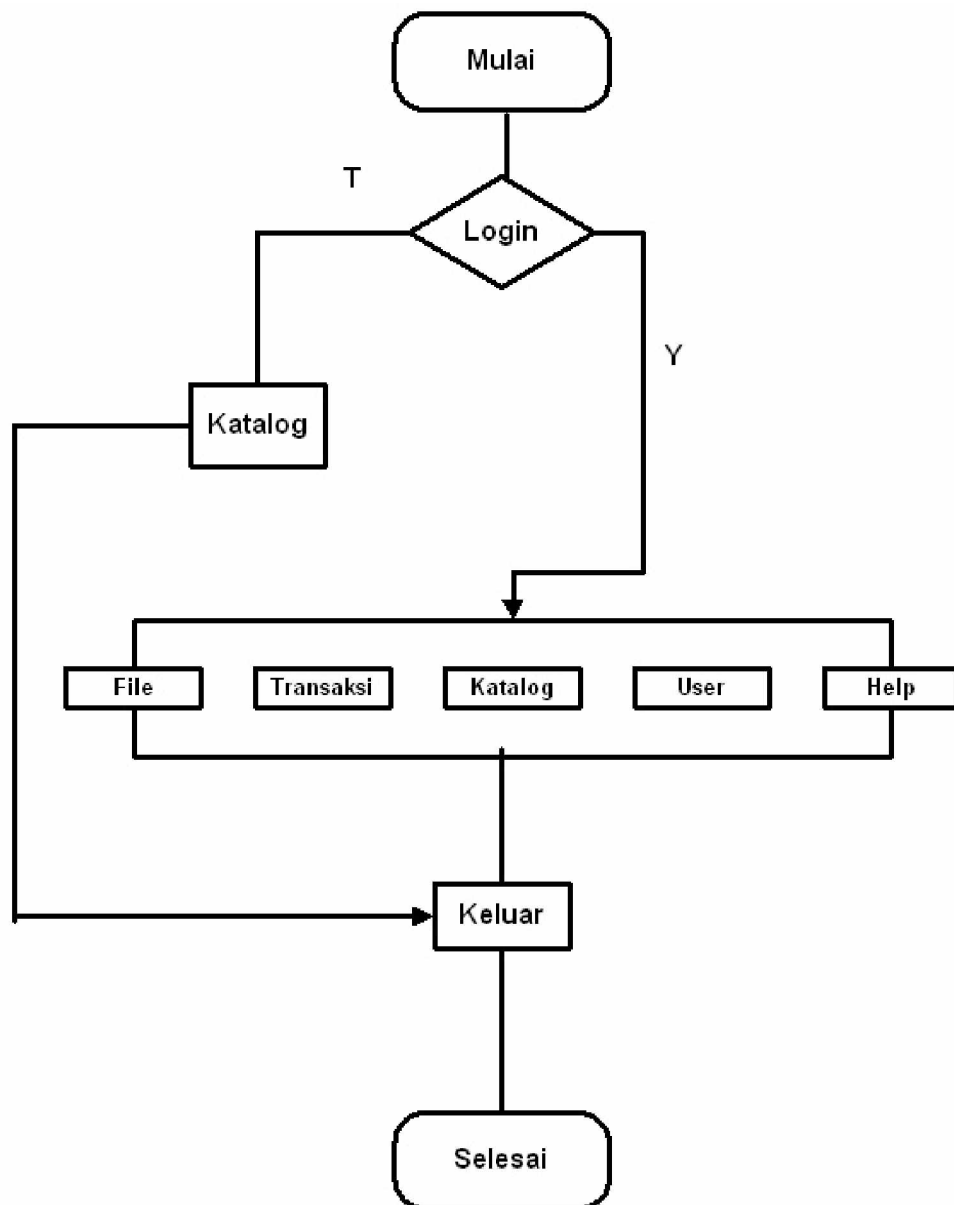 Mulai
T
Login
Y
Katalog
File
Transaksi
Katalog
User
Help
Keluar
Selesai